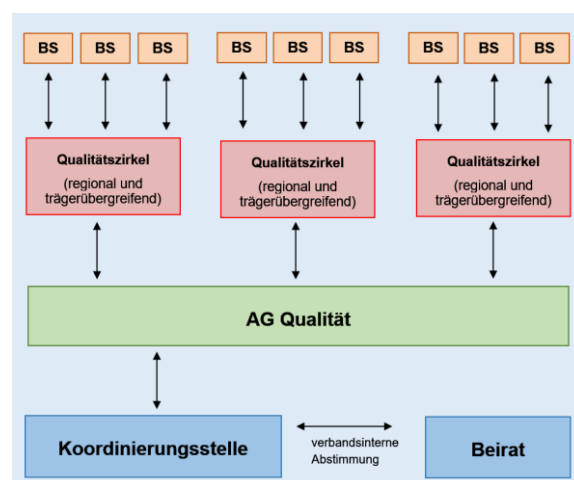 BS BS BS BS BS BS BS BS BS
Qualitätszirkel
(regional und
trägerübergreifend)
Qualitätszirkel
(regional und
trägerübergreifend)
Qualitätszirkel
(regional und
trägerübergreifend)
AG Qualität
Koordinierungsstelle
verbandsinterne
Abstimmung
Beirat